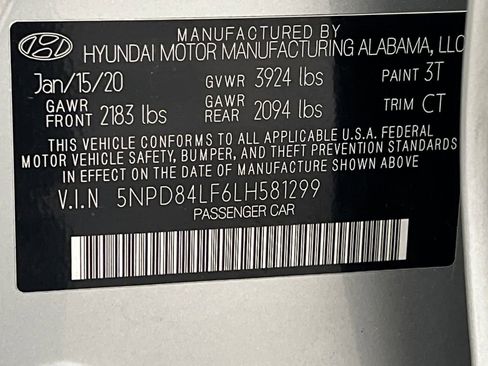 MANUFACTURED BY
HYUNDAI MOTOR MANUFACTURING ALABAMA, LLC
Jan/15/20 GVWR 3924 lbs PAINT 3T
GAWR FRONT 2183 lbs GAWR REAR 2094 lbs TRIM CT
THIS VEHICLE CONFORMS TO ALL APPLICABLE U.S.A. FEDERAL
MOTOR VEHICLE SAFETY, BUMPER, AND THEFT PREVENTION STANDARDS
IN EFFECT ON THE DATE OF MANUFACTURE SHOWN ABOVE.
V.I.N 5NPD84LF6LH581299
PASSENGER CAR